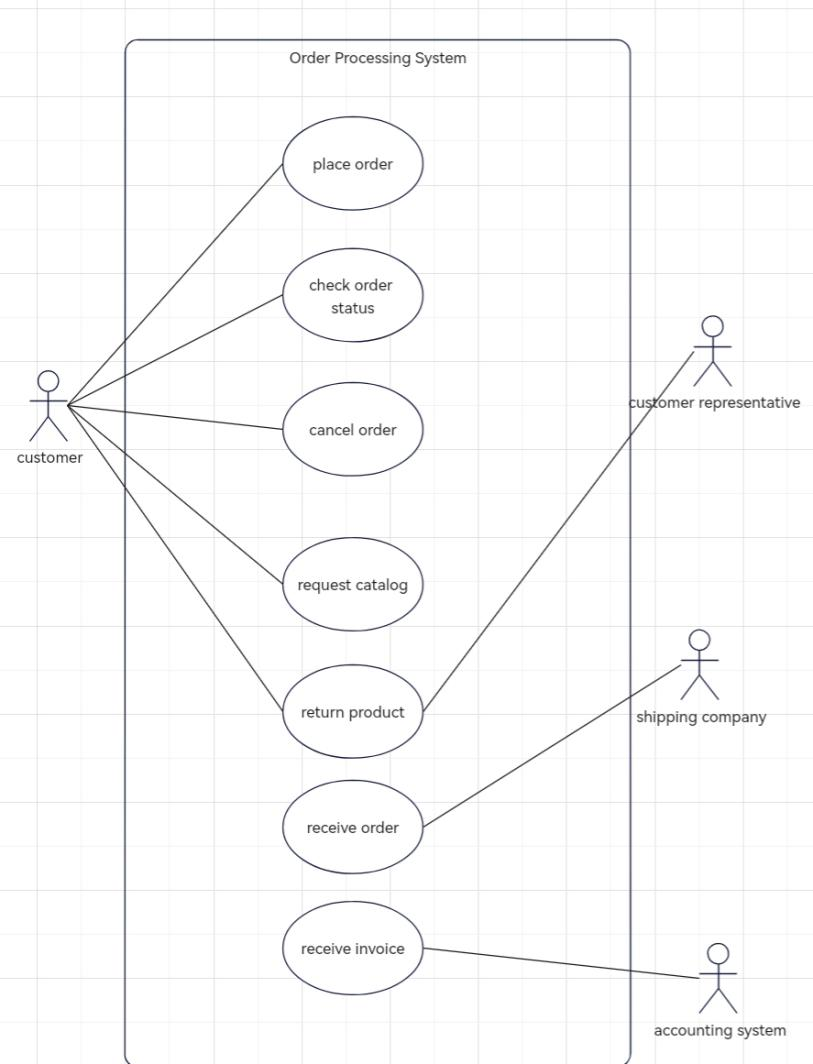 Order Processing System
place order
check order
status
customer representative
cancel order
customer
request catalog
return product
shipping company
receive order
receive invoice
accounting system